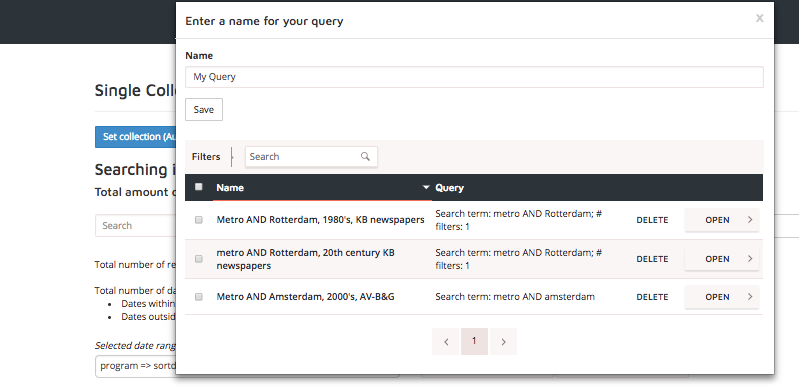 Enter a name for your query
x
Name
My Query
Save
Filters
Search
Name
Query
Metro AND Rotterdam, 1980's, KB newspapers
Search term: metro AND Rotterdam; #
filters: 1
DELETE
OPEN
metro AND Rotterdam, 20th century KB
newspapers
Search term: metro AND Rotterdam; #
filters: 1
DELETE
OPEN
Metro AND Amsterdam, 2000's, AV-B&G
Search term: metro AND amsterdam
DELETE
OPEN
1
Single Colle
Set collection (Au
Searching i
Total amount
Search
Total number of re
Total number of da
Dates within
Dates outsid
Selected date rang
program => sortd